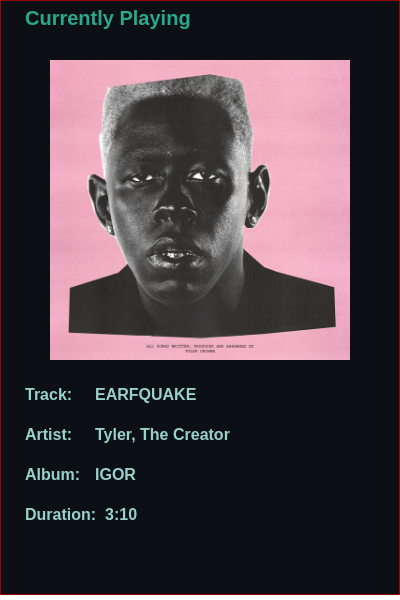 Currently Playing
ALL SONGS WRITTEN, PRODUCED AND ARRANGED BY
TYLER OKONMA
Track: EARFQUAKE
Artist: Tyler, The Creator
Album: IGOR
Duration: 3:10